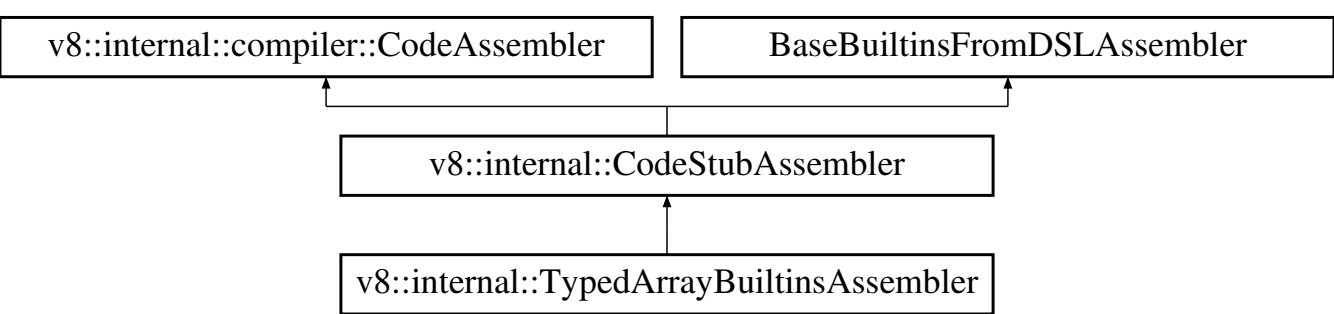 v8::internal::compiler::CodeAssembler
BaseBuiltinsFromDSLAssembler
v8::internal::CodeStubAssembler
v8::internal::TypedArrayBuiltinsAssembler